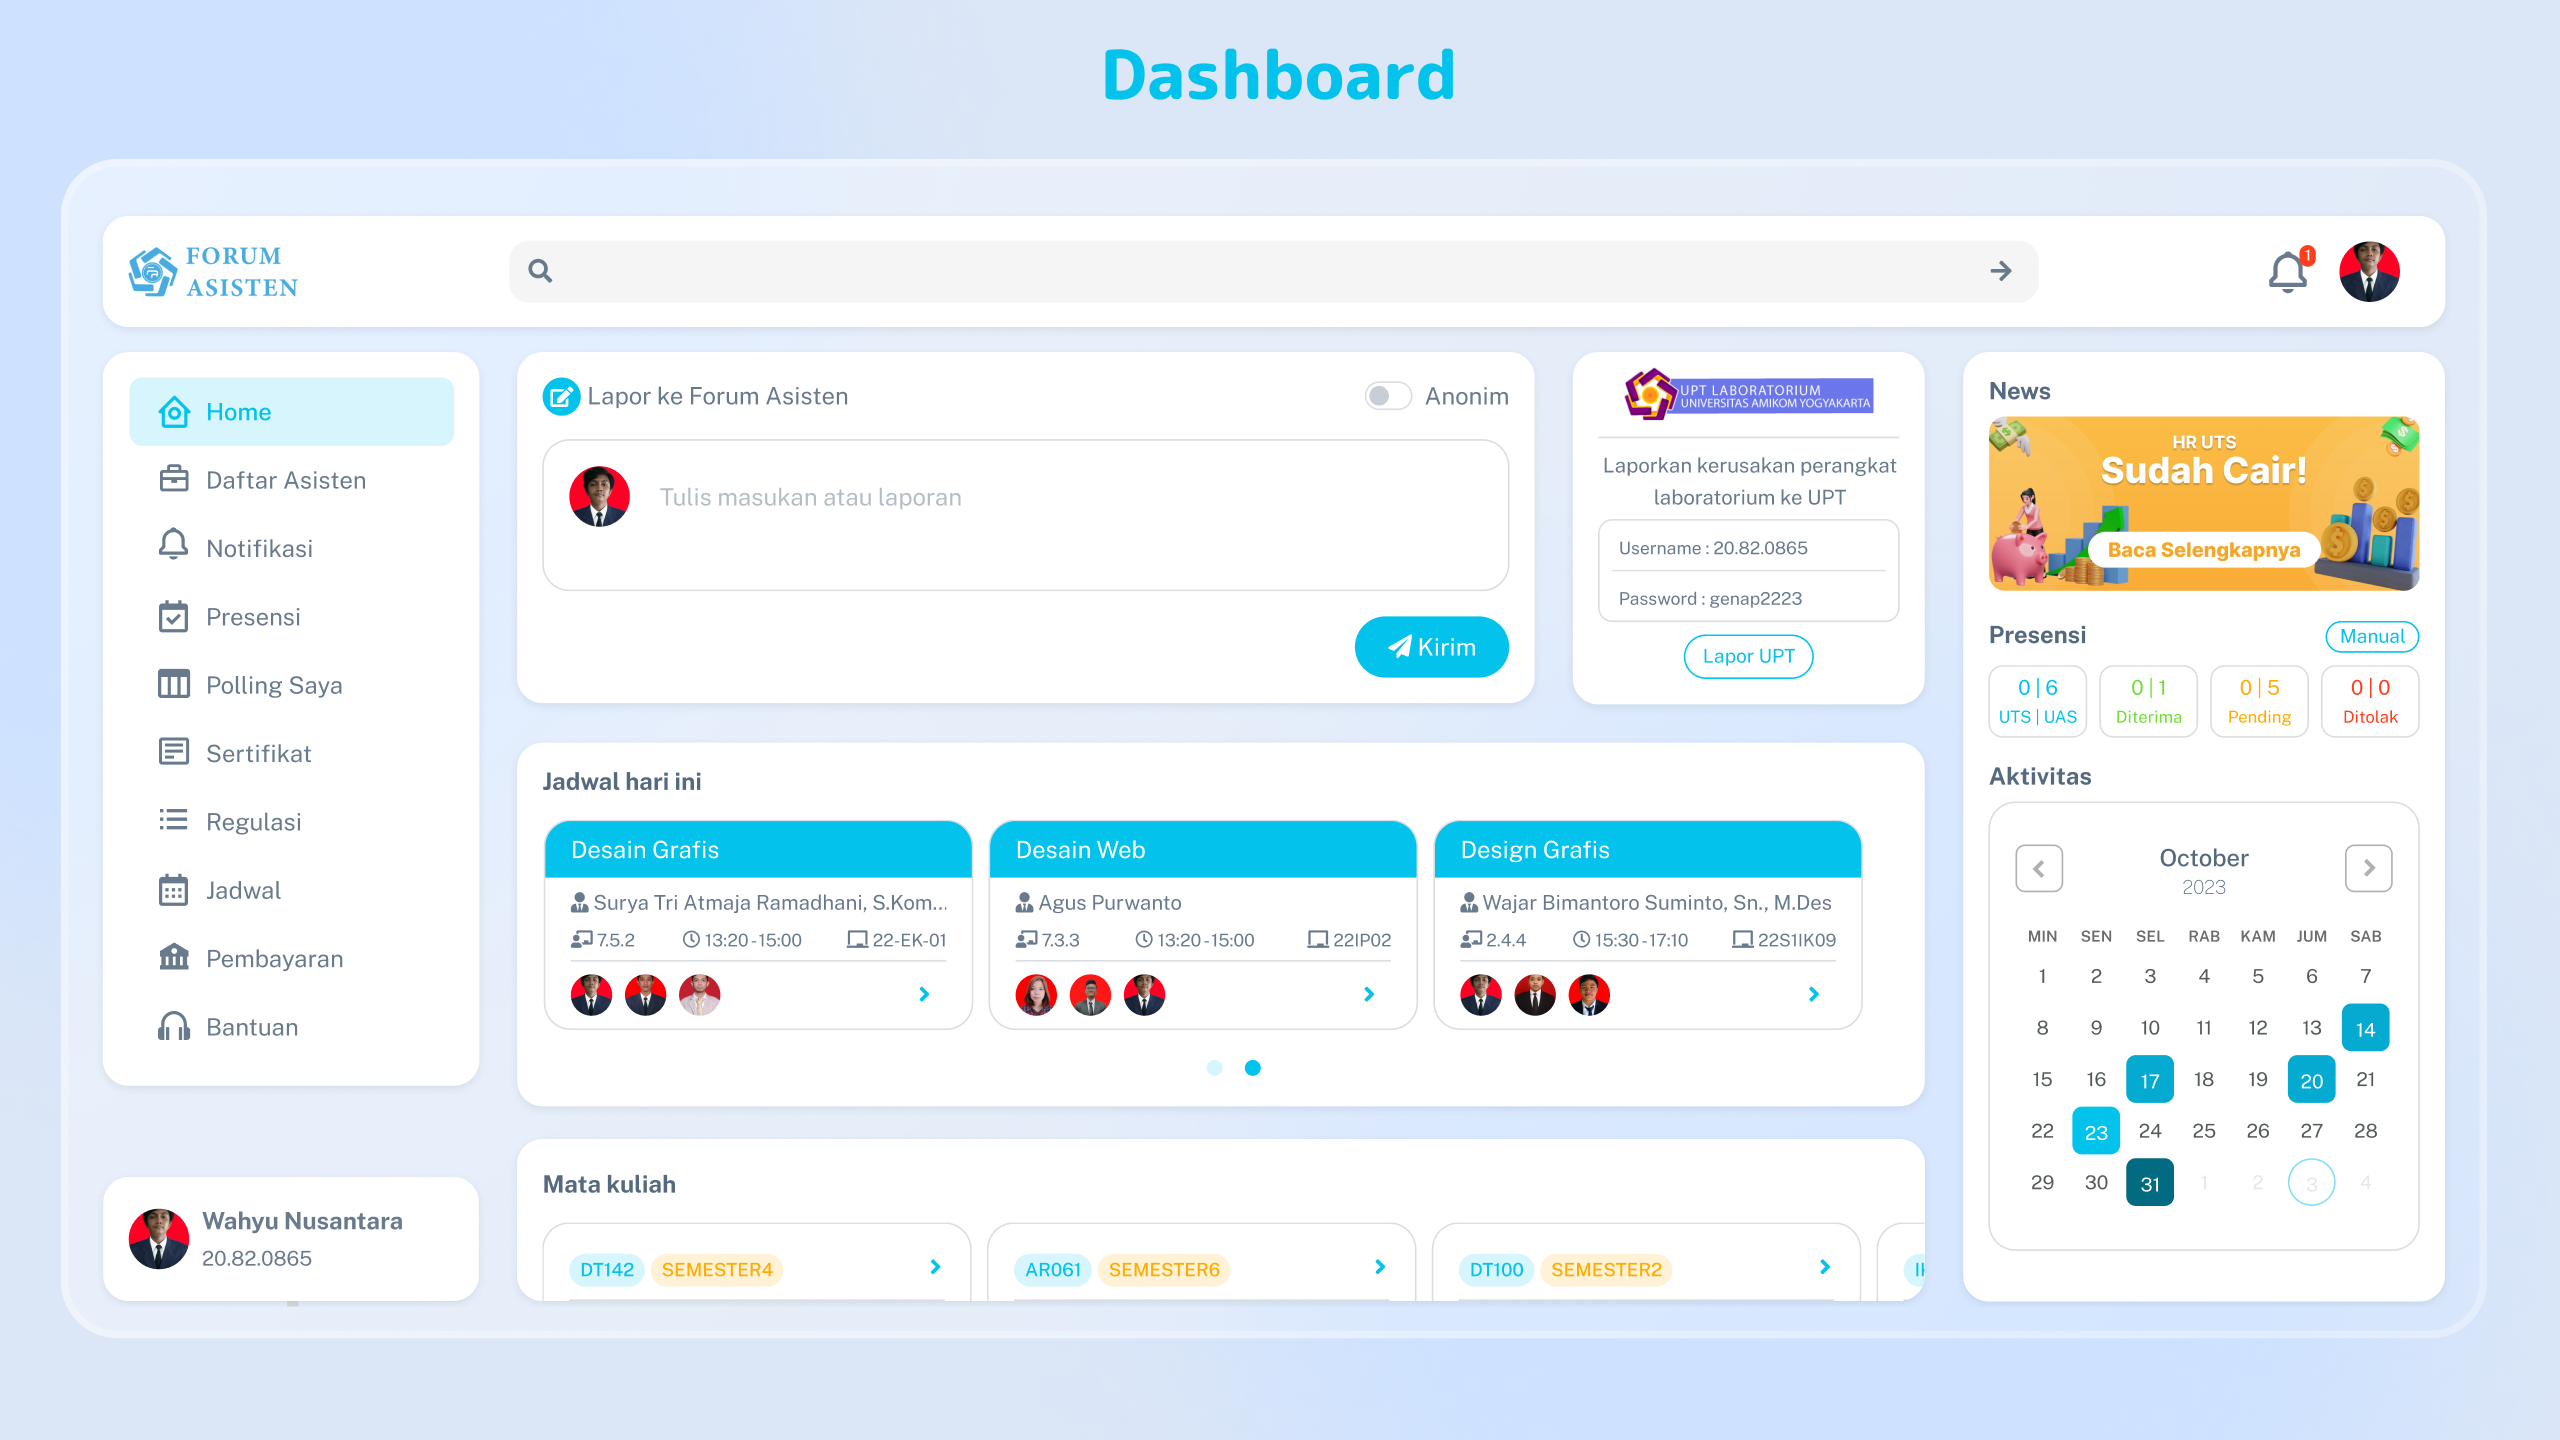 Dashboard
FORUM
ASISTEN
1
Home
Daftar Asisten
Notifikasi
Presensi
Polling Saya
Sertifikat
Regulasi
Jadwal
Pembayaran
Bantuan
Wahyu Nusantara
20.82.0865
Lapor ke Forum Asisten
Anonim
Tulis masukan atau laporan
Kirim
UPT LABORATORIUM
UNIVERSITAS AMIKOM YOGYAKARTA
Laporkan kerusakan perangkat
laboratorium ke UPT
Username : 20.82.0865
Password : genap2223
Lapor UPT
Jadwal hari ini
Desain Grafis
Surya Tri Atmaja Ramadhani, S.Kom...
7.5.2 13:20 - 15:00 22-EK-01
Desain Web
Agus Purwanto
7.3.3 13:20 - 15:00 22IP02
Design Grafis
Wajar Bimantoro Suminto, Sn., M.Des
2.4.4 15:30 - 17:10 22S1IK09
Mata kuliah
DT142 SEMESTER4
AR061 SEMESTER6
DT100 SEMESTER2
News
HR UTS
Sudah Cair!
Baca Selengkapnya
Presensi
Manual
0 | 6
UTS | UAS
0 | 1
Diterima
0 | 5
Pending
0 | 0
Ditolak
Aktivitas
October
2023
MIN SEN SEL RAB KAM JUM SAB
1 2 3 4 5 6 7
8 9 10 11 12 13 14
15 16 17 18 19 20 21
22 23 24 25 26 27 28
29 30 31 1 2 3 4